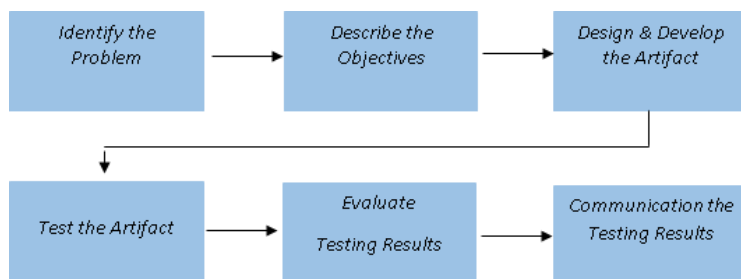 Identify the
Problem
Describe the
Objectives
Design & Develop
the Artifact
Test the Artifact
Evaluate
Testing Results
Communication the
Testing Results